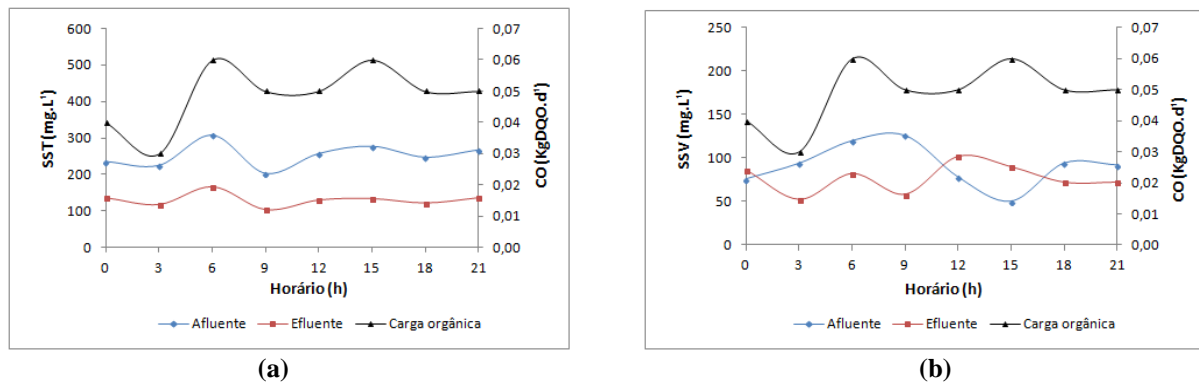 600
500
400
300
200
100
0
SST(mg.L¹)
0,07
0,06
0,05
0,04
0,03
0,02
0,01
0,00
CO(KgDQO.d¹)
0 3 6 9 12 15 18 21
Horário (h)
Afluente Efluente Carga orgânica
(a)
250
200
150
100
50
0
SSV (mg.L¹)
0,07
0,06
0,05
0,04
0,03
0,02
0,01
0,00
CO(KgDQO.d¹)
0 3 6 9 12 15 18 21
Horário (h)
Afluente Efluente Carga orgânica
(b)